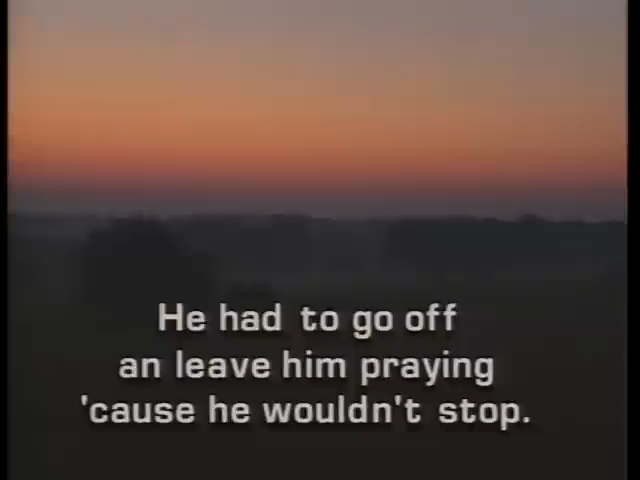 He had to go off
an leave him praying
'cause he wouldn't stop.